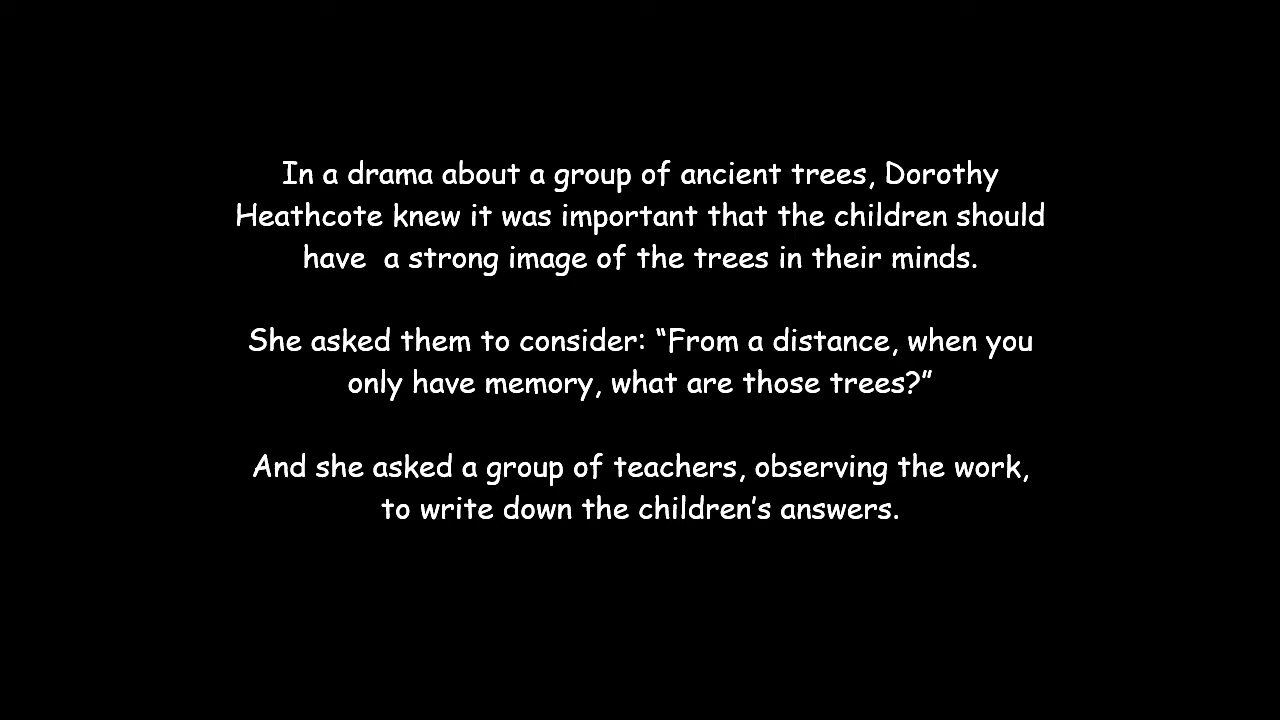 In a drama about a group of ancient trees, Dorothy
Heathcote knew it was important that the children should
have  a strong image of the trees in their minds.
She asked them to consider: “From a distance, when you
only have memory, what are those trees?”
And she asked a group of teachers, observing the work,
to write down the children’s answers.